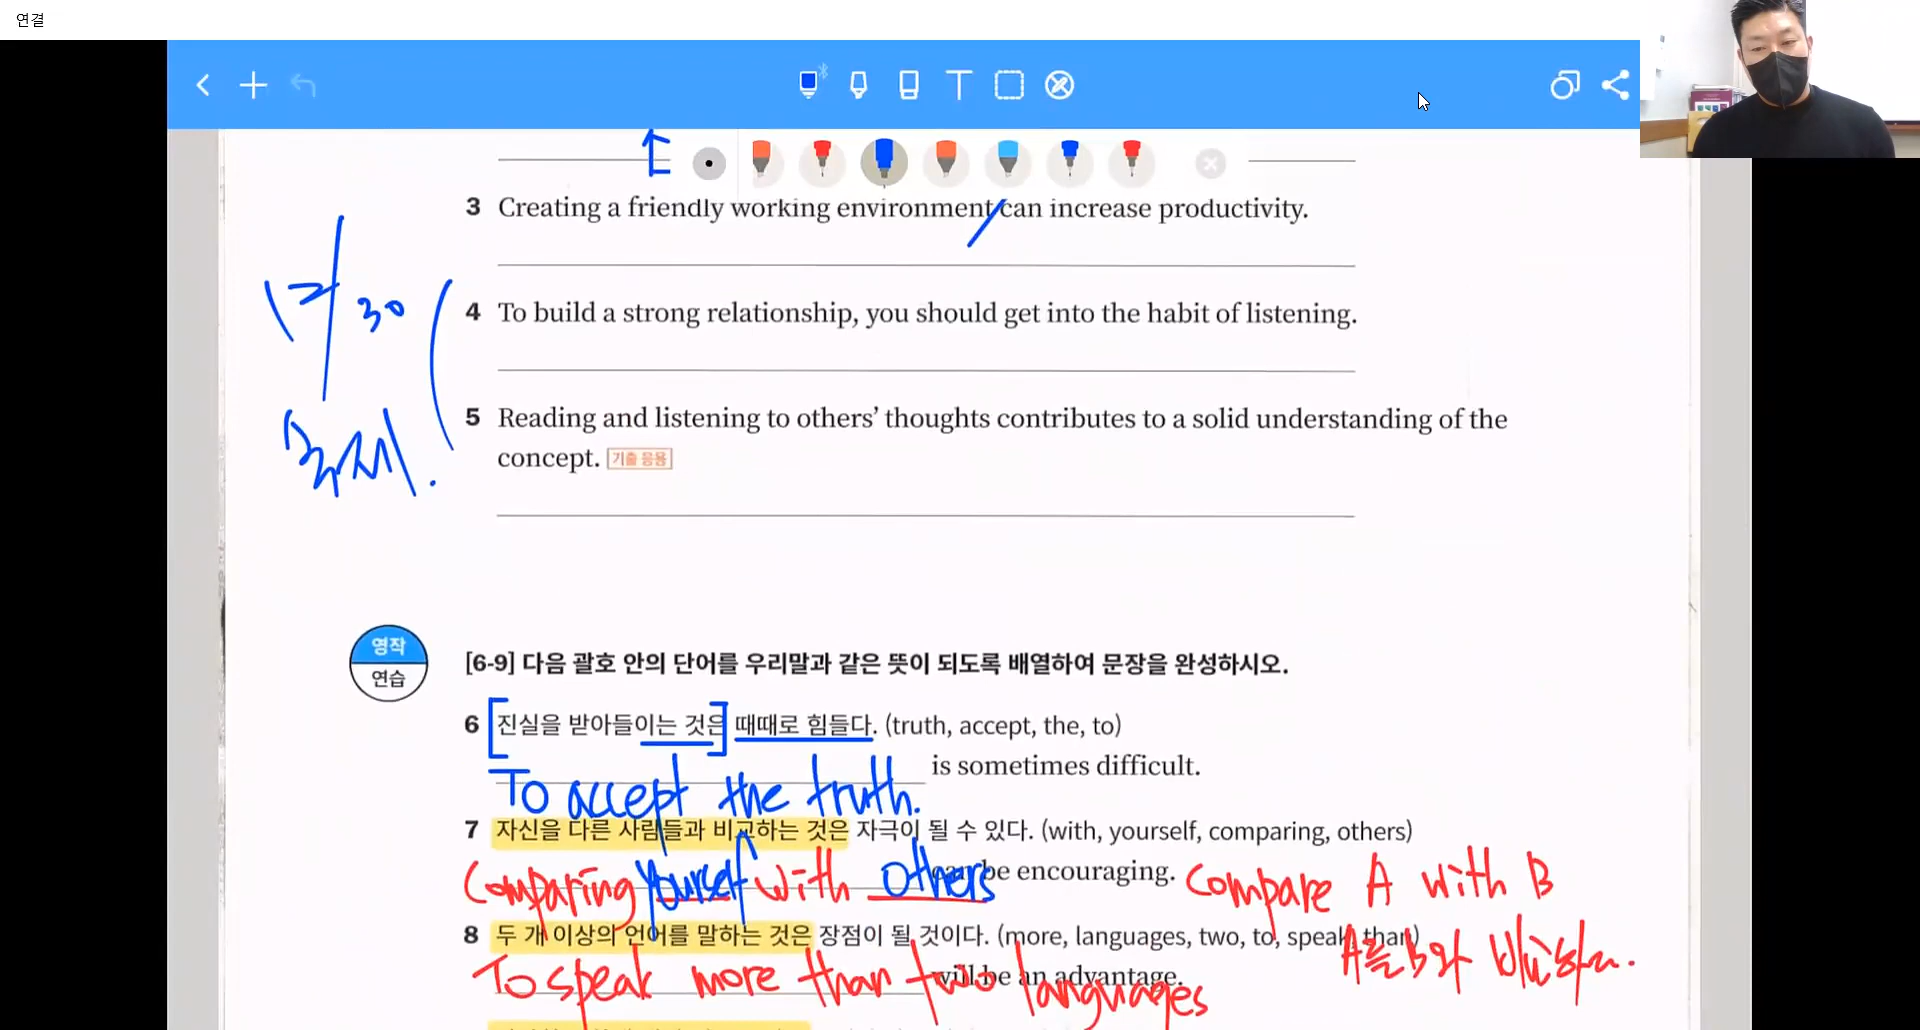 연결
3 Creating a friendly working environment can increase productivity.
12/30
4 To build a strong relationship, you should get into the habit of listening.
숙제.
5 Reading and listening to others’ thoughts contributes to a solid understanding of the
concept. 기출 응용
영작
연습
[6-9] 다음 괄호 안의 단어를 우리말과 같은 뜻이 되도록 배열하여 문장을 완성하시오.
6 진실을 받아들이는 것은 때때로 힘들다. (truth, accept, the, to)
is sometimes difficult.
To accept the truth.
7 자신을 다른 사람들과 비교하는 것은 자극이 될 수 있다. (with, yourself, comparing, others)
can be encouraging.
Comparing yourself with others
Compare A with B
8 두 개 이상의 언어를 말하는 것은 장점이 될 것이다. (more, languages, two, to, speak, than)
A를 B와 비교하다.
will be an advantage.
To speak more than two languages